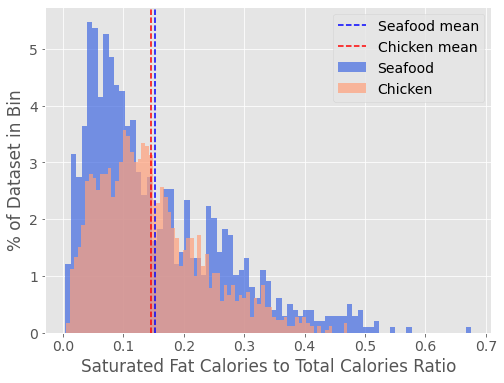 Seafood mean
Chicken mean
Seafood
Chicken
% of Dataset in Bin
5
4
3
2
1
0
0.0 0.1 0.2 0.3 0.4 0.5 0.6 0.7
Saturated Fat Calories to Total Calories Ratio